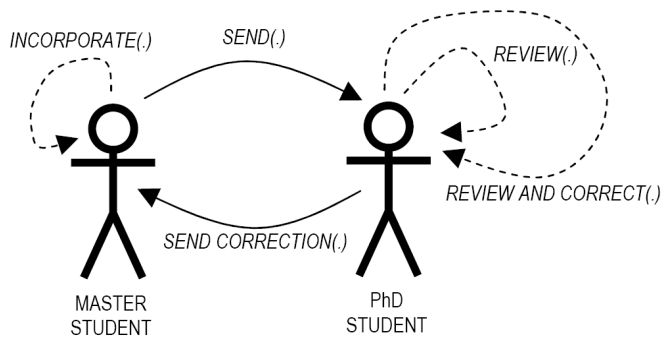 INCORPORATE(.)
SEND(.)
REVIEW(.)
REVIEW AND CORRECT(.)
SEND CORRECTION(.)
MASTER
STUDENT
PhD
STUDENT